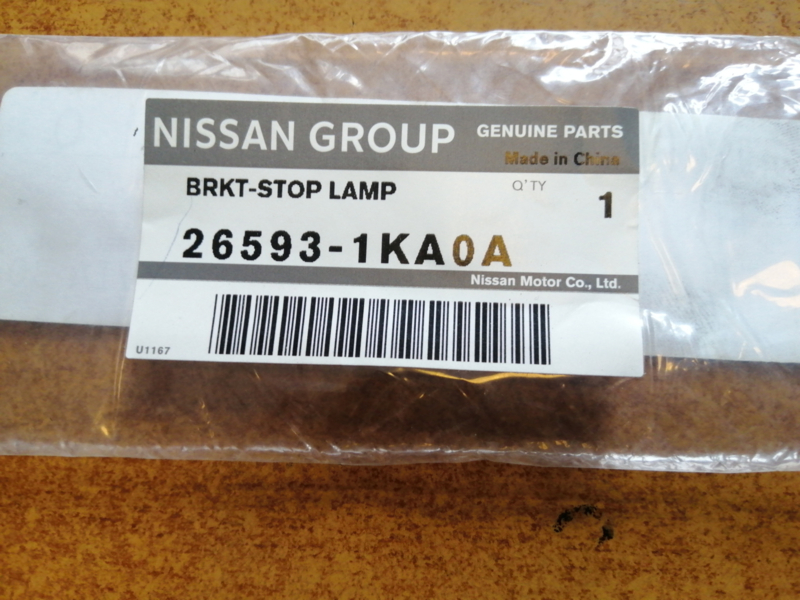 NISSAN GROUP GENUINE PARTS
Made in China
BRKT-STOP LAMP Q'TY 1
26593-1KA0A
Nissan Motor Co., Ltd.
U1167